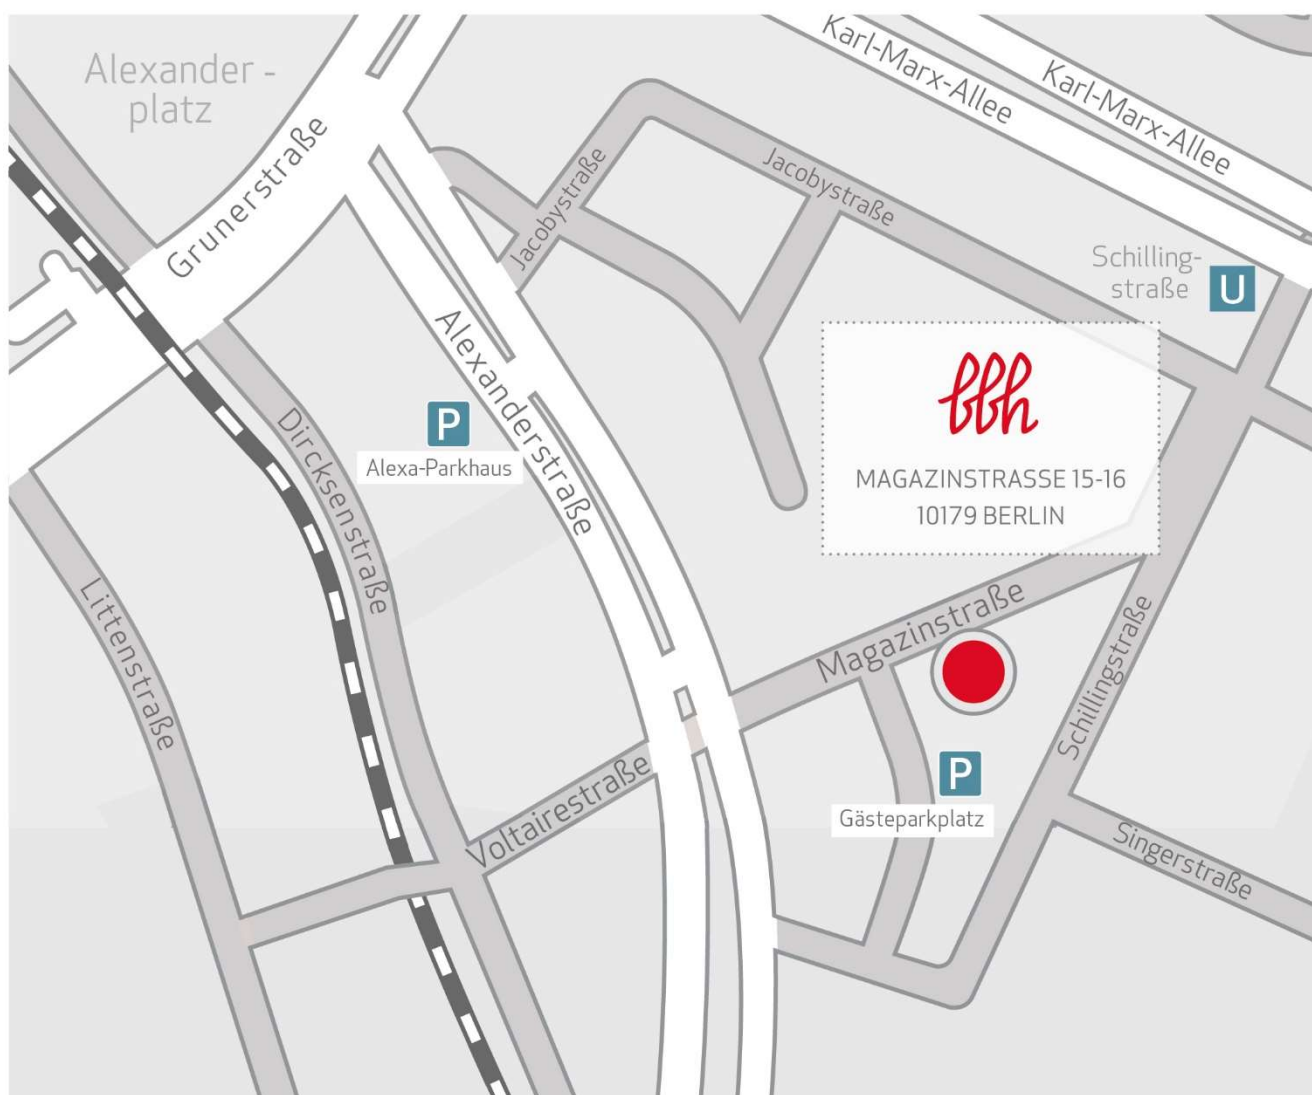 Alexander -
platz
Karl-Marx-Allee
Karl-Marx-Allee
Grunerstraße
Jacobystraße
Jacobystraße
Schilling-
straße
U
Alexanderstraße
bbh
P
Alexa-Parkhaus
Dircksenstraße
MAGAZINSTRASSE 15-16
10179 BERLIN
Littenstraße
Magazinstraße
Schillingstraße
Voltairestraße
P
Gästeparkplatz
Singerstraße